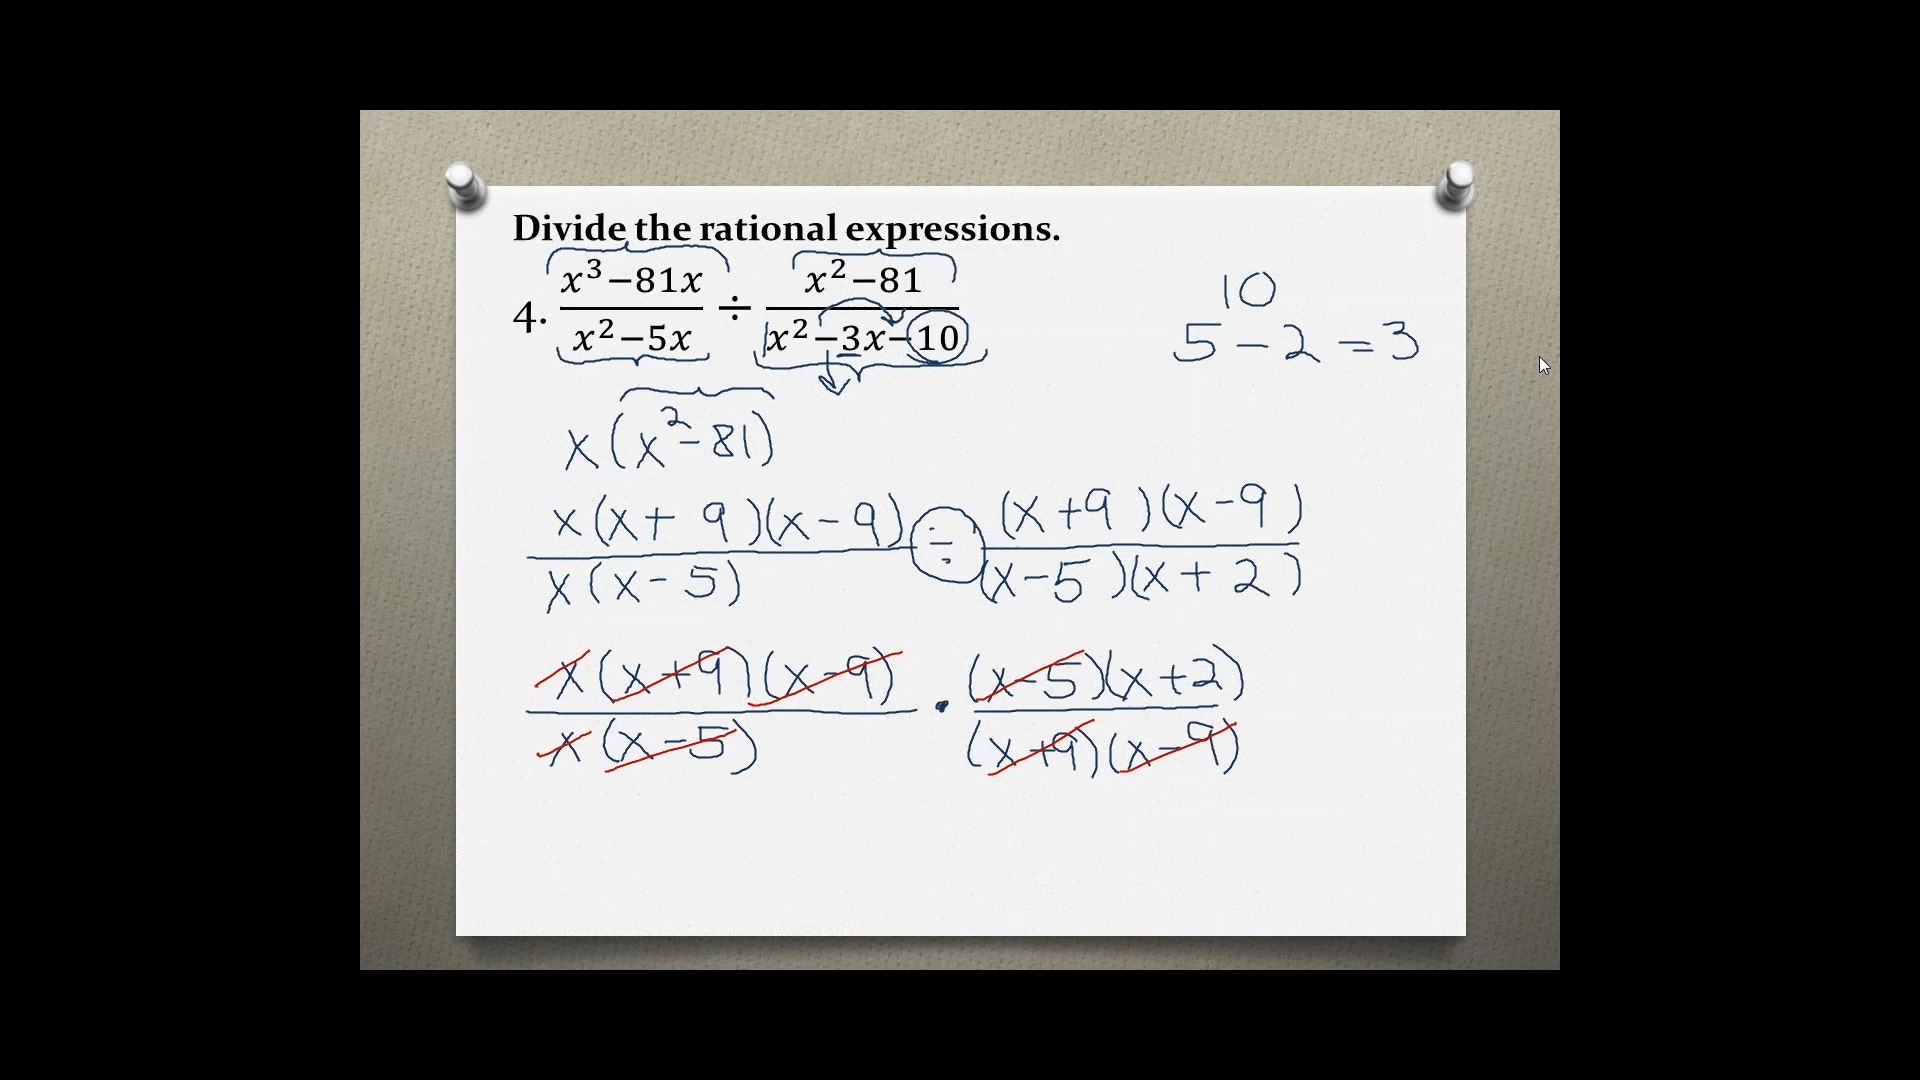 Divide the rational expressions.
4. x³−81x / x²−5x ÷ x²−81 / x²−3x−10
10
5 − 2 = 3
x(x²−81)
x(x+9)(x−9) / x(x−5) ÷ (x+9)(x−9) / (x−5)(x+2)
x(x+9)(x−9) / x(x−5) · (x−5)(x+2) / (x+9)(x−9)